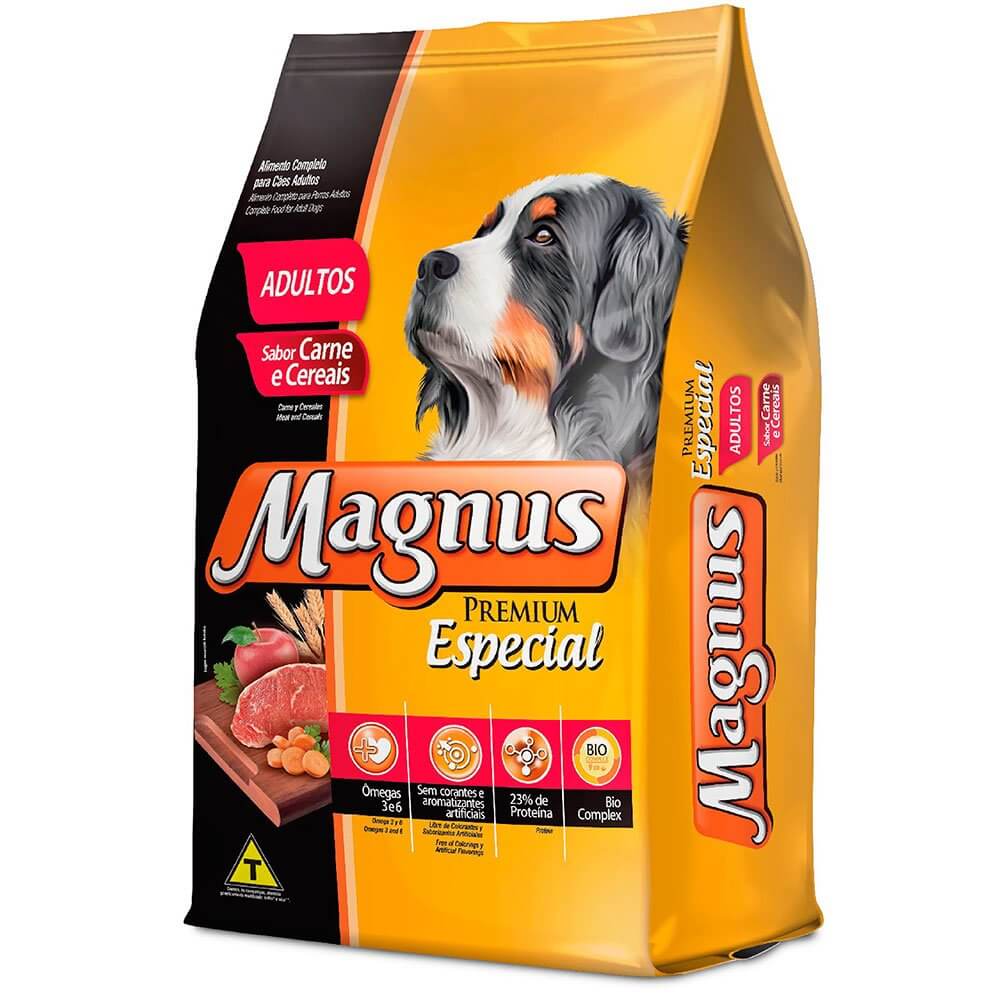 Alimento Completo
para Cães Adultos
Alimento Completo para Perros Adultos
Complete Food for Adult Dogs
ADULTOS
Sabor Carne
e Cereais
Carne y Cereales
Meat and Cereals
Magnus
PREMIUM
Especial
Ômegas
3 e 6
Omega 3 y 6
Omegas 3 and 6
Sem corantes e
aromatizantes
artificiais
Libre de Colorantes y
Saborizantes Artificiales
Free of Colorings y
Artificial Flavorings
23% de
Proteína
Protein
BIO
COMPLEX
Bio
Complex
T
PREMIUM
Especial
ADULTOS
Sabor Carne
e Cereais
Magnus